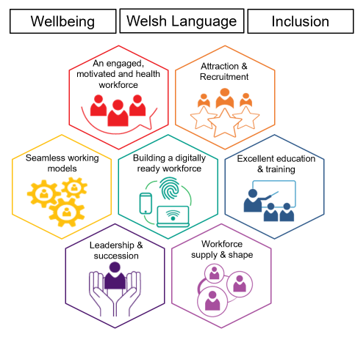 Wellbeing
Welsh Language
Inclusion
An engaged,
motivated and health
workforce
Attraction &
Recruitment
Seamless working
models
Building a digitally
ready workforce
Excellent education
& training
Leadership &
succession
Workforce
supply & shape